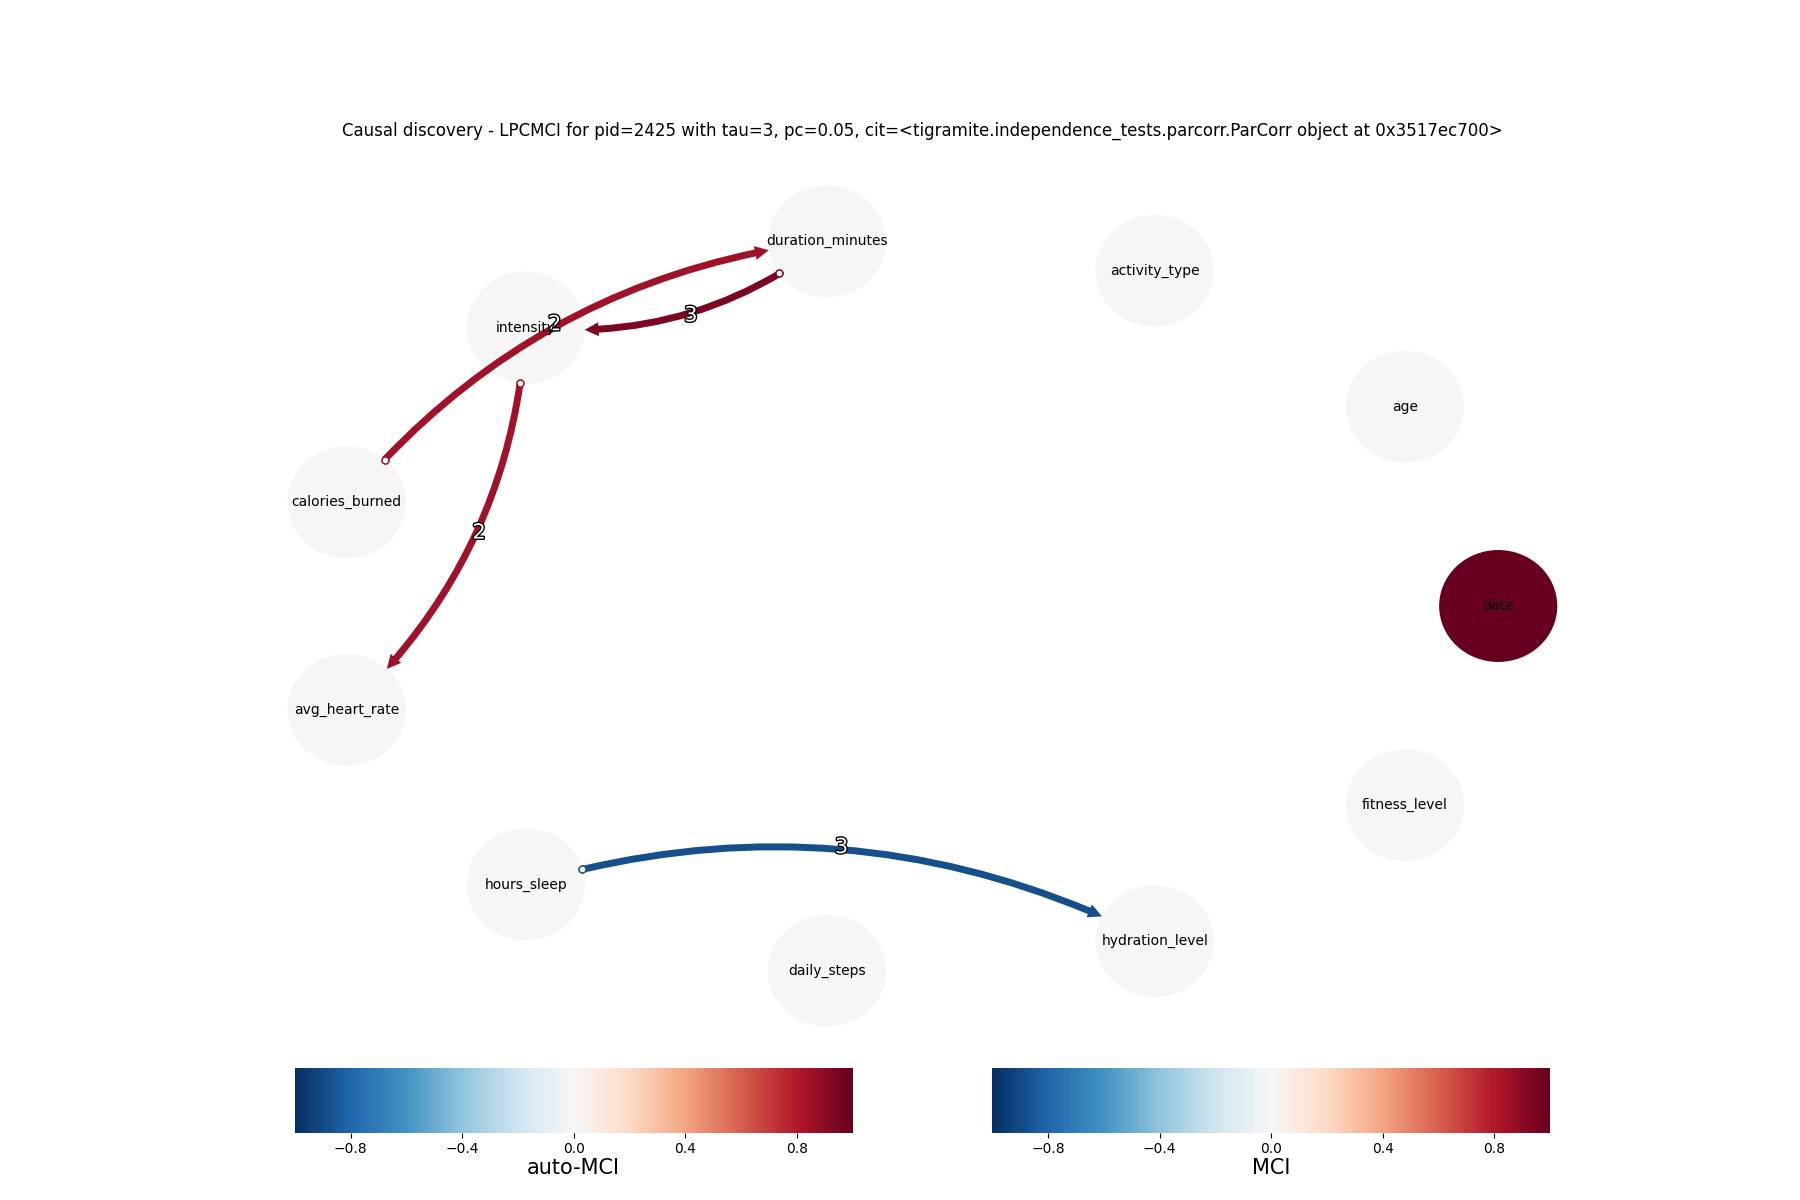 Causal discovery - LPCMCI for pid=2425 with tau=3, pc=0.05, cit=<tigramite.independence_tests.parcorr.ParCorr object at 0x3517ec700>
duration_minutes
activity_type
3
intensity
2
age
calories_burned
2
date
avg_heart_rate
fitness_level
3
hours_sleep
hydration_level
daily_steps
−0.8 −0.4 0.0 0.4 0.8
auto-MCI
−0.8 −0.4 0.0 0.4 0.8
MCI